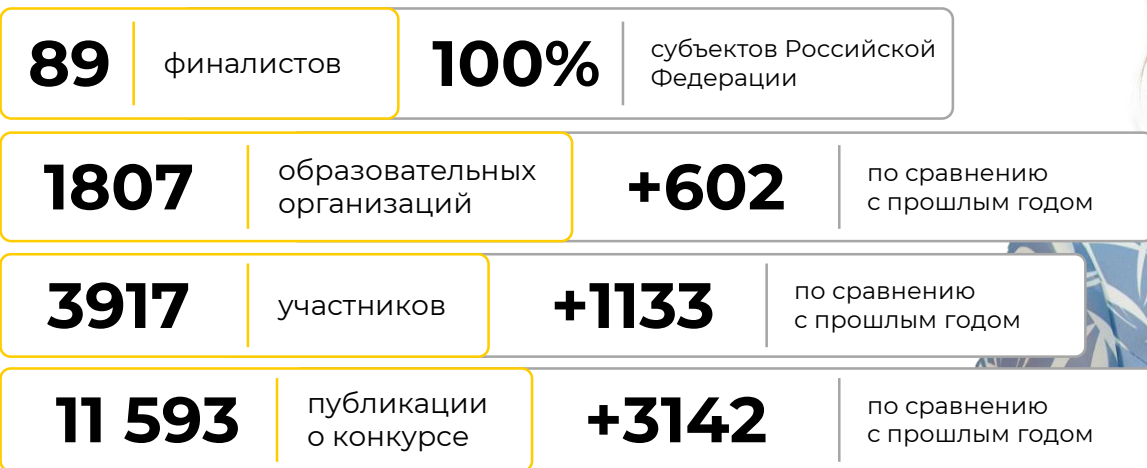 89
финалистов
100%
субъектов Российской
Федерации
1807
образовательных
организаций
+602
по сравнению
с прошлым годом
3917
участников
+1133
по сравнению
с прошлым годом
11 593
публикации
о конкурсе
+3142
по сравнению
с прошлым годом